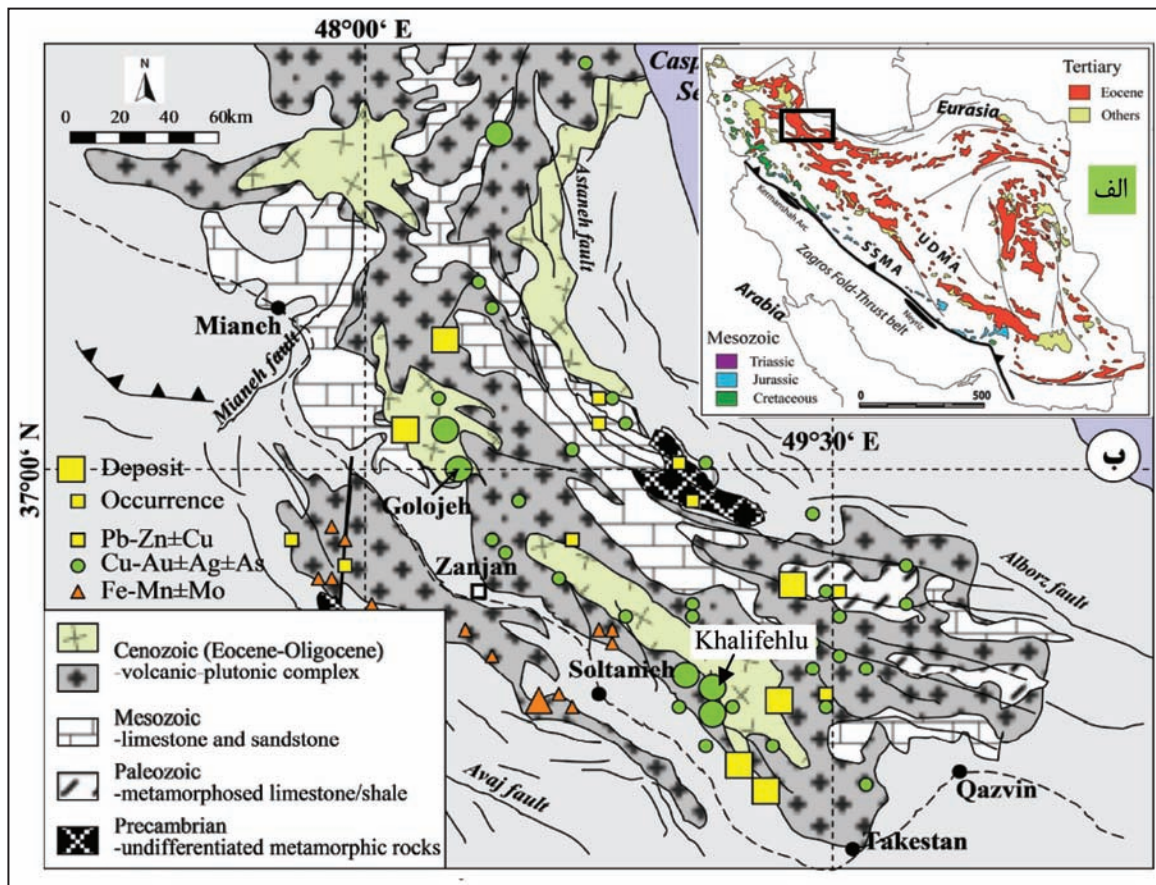 48°00‘ E
N
0 20 40 60km
Casp
Se
Astaneh fault
Mianeh
Mianeh fault
37°00‘ N
49°30‘ E
ب
Golojeh
Zanjan
Khalifehlu
Soltanieh
Alborz fault
Avaj fault
Qazvin
Takestan
Tertiary
Eocene
Others
Eurasia
الف
Kermanshah Arc.
UDMA
SSMA
Zagros Fold-Thrust belt
Neyriz
Arabia
Mesozoic
Triassic
Jurassic
Cretaceous
0 500
Deposit
Occurrence
Pb-Zn±Cu
Cu-Au±Ag±As
Fe-Mn±Mo
Cenozoic (Eocene-Oligocene)
-volcanic-plutonic complex
Mesozoic
-limestone and sandstone
Paleozoic
-metamorphosed limestone/shale
Precambrian
-undifferentiated metamorphic rocks